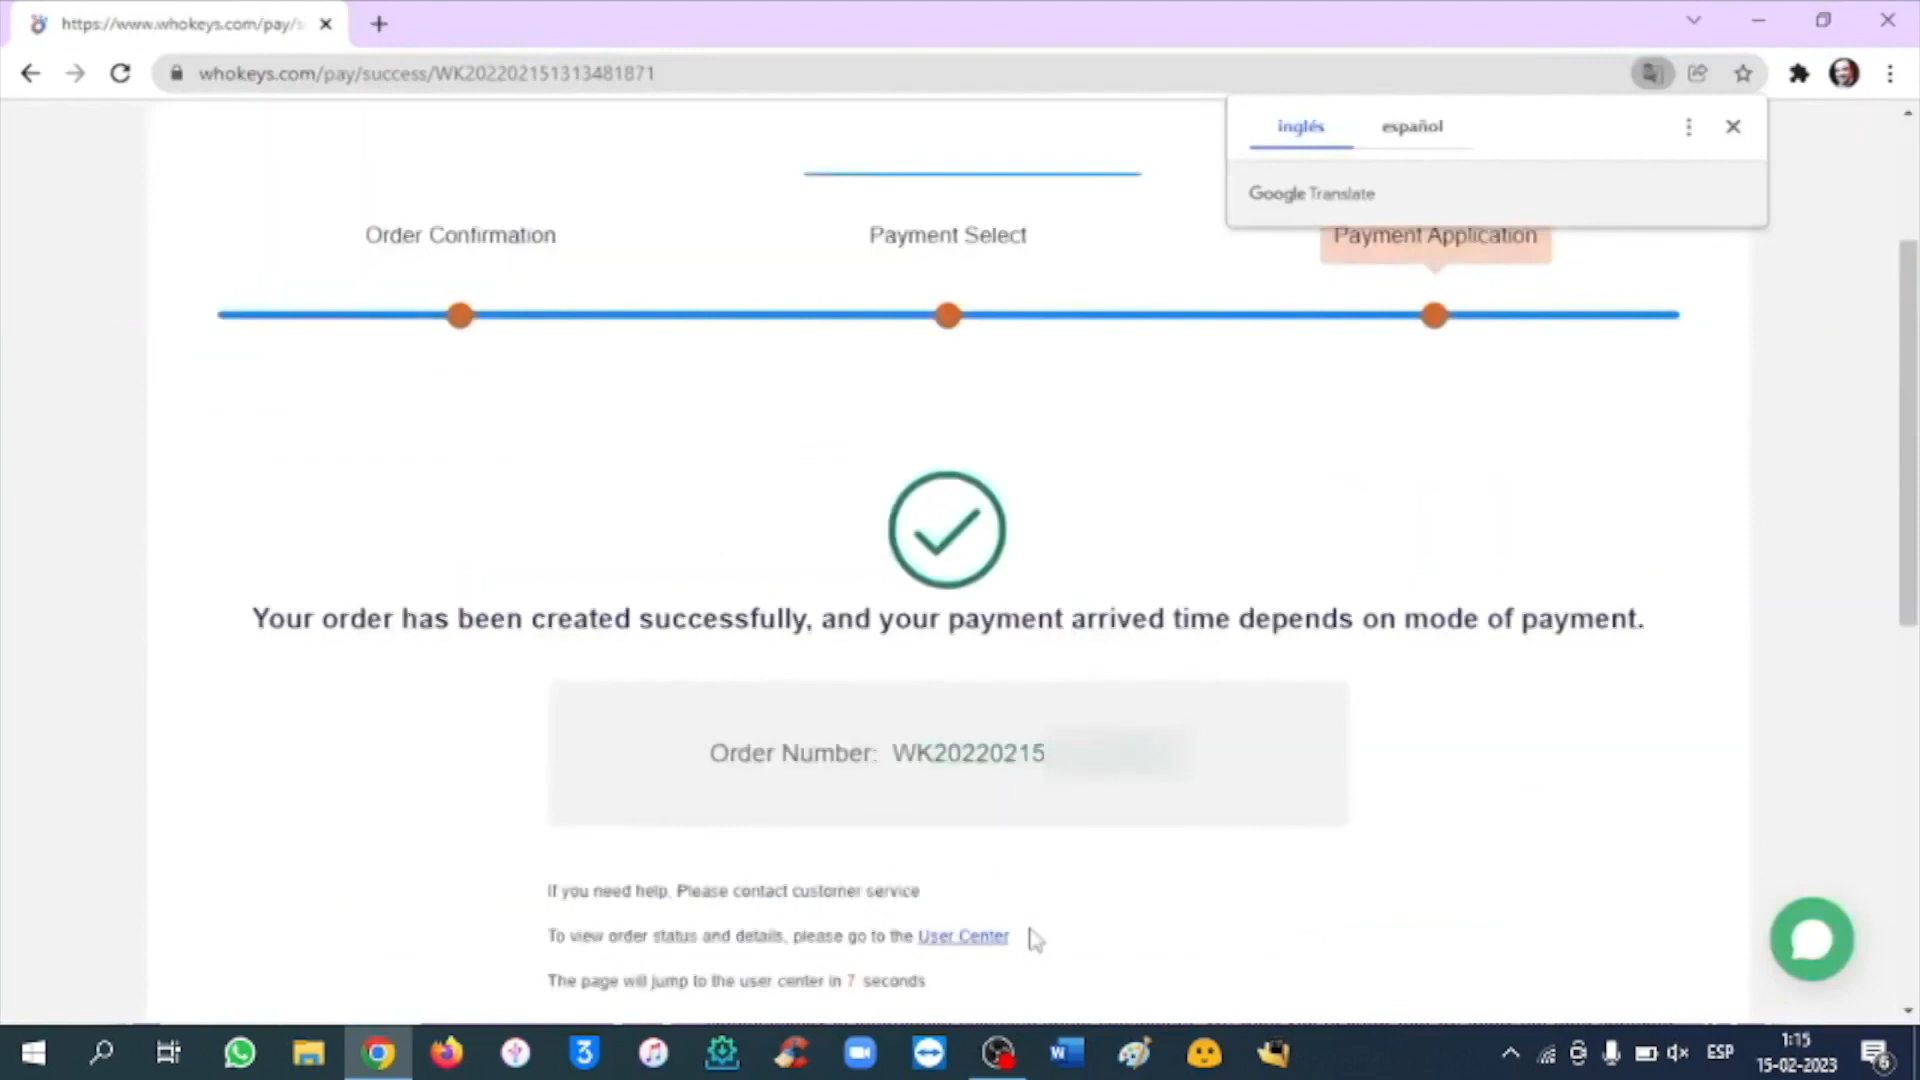 https://www.whokeys.com/pay/s
whokeys.com/pay/success/WK202202151313481871
inglés español
Google Translate
Order Confirmation Payment Select Payment Application
Your order has been created successfully, and your payment arrived time depends on mode of payment.
Order Number: WK20220215
If you need help, Please contact customer service
To view order status and details, please go to the User Center
The page will jump to the user center in 7 seconds
3
W
ESP
1:15
15-02-2023
6